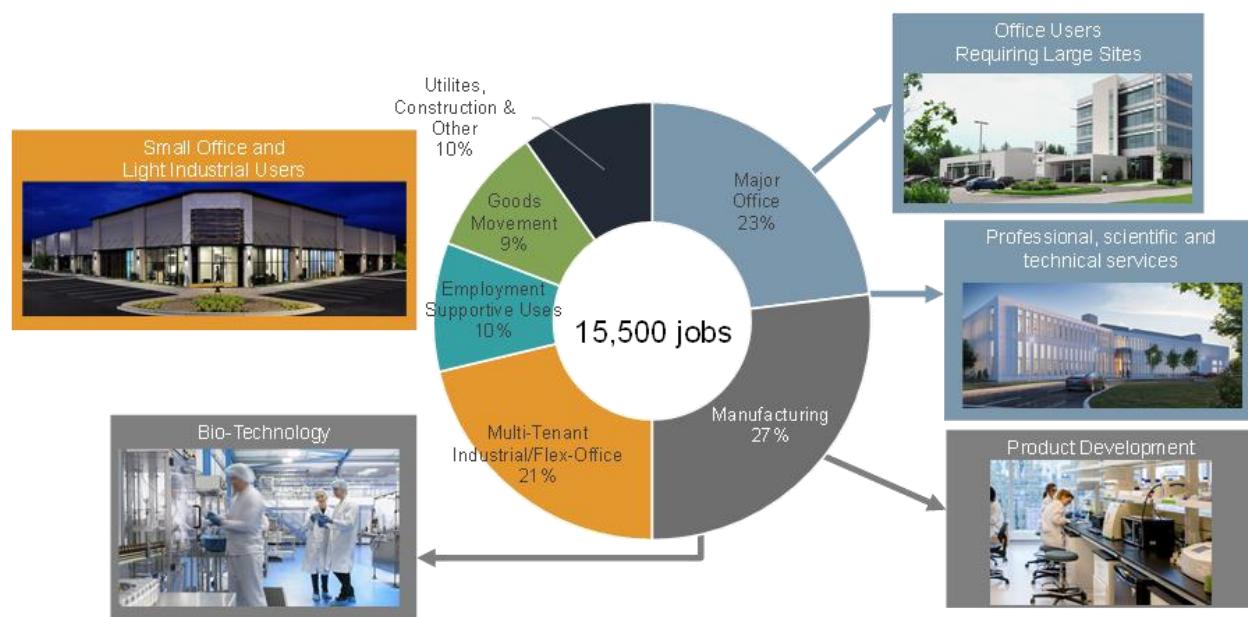 Office Users
Requiring Large Sites
Utilites,
Construction &
Other
10%
Small Office and
Light Industrial Users
Major
Office
23%
Goods
Movement
9%
Professional, scientific and
technical services
Employment
Supportive Uses
10%
15,500 jobs
Manufacturing
27%
Bio-Technology
Multi-Tenant
Industrial/Flex-Office
21%
Product Development